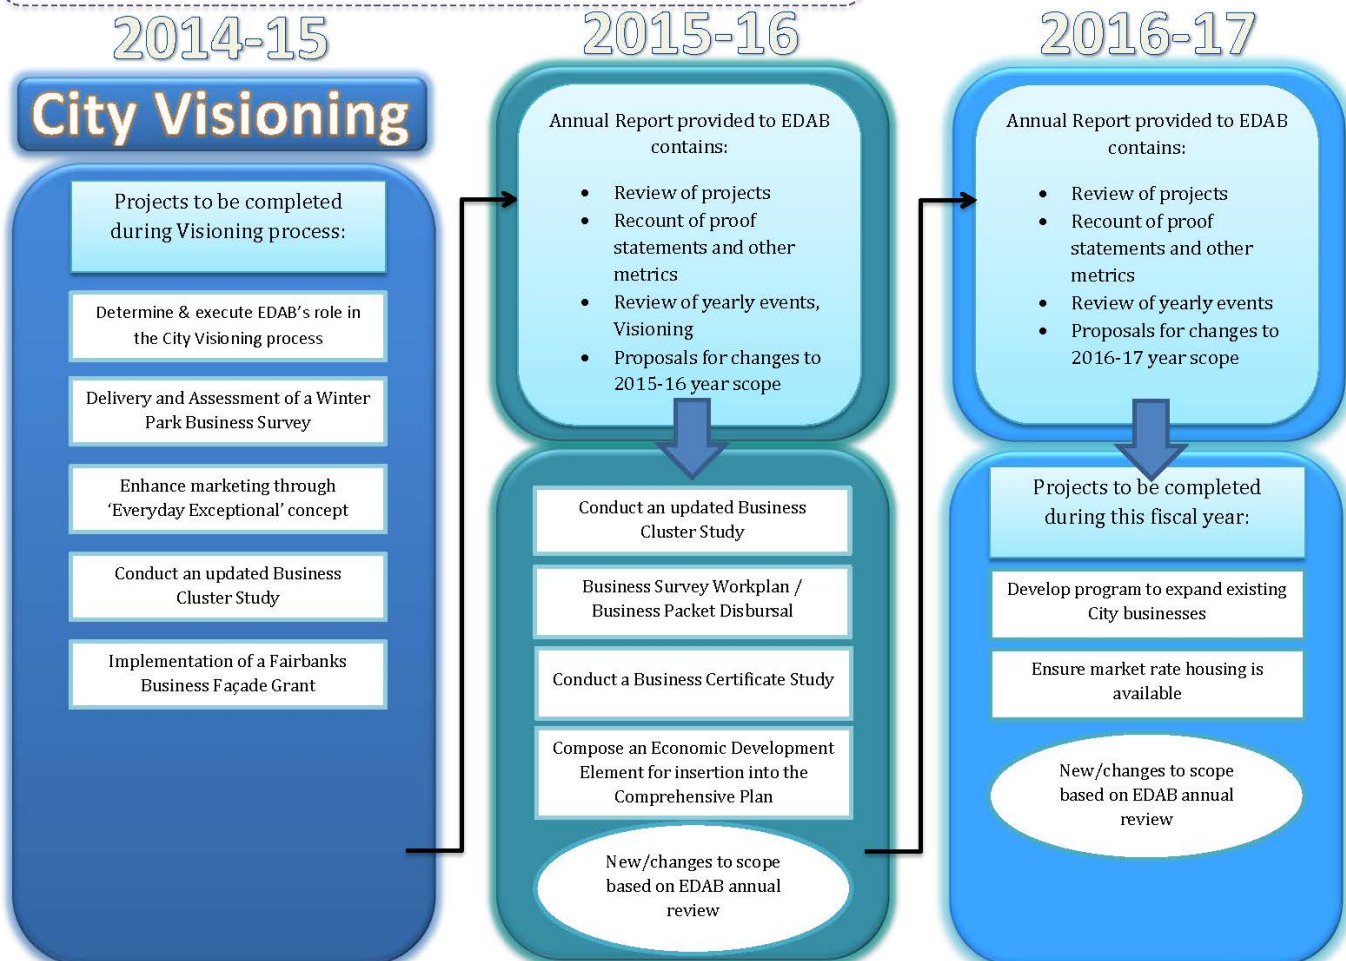 2014-15
City Visioning
Projects to be completed
during Visioning process:
Determine & execute EDAB's role in
the City Visioning process
Delivery and Assessment of a Winter
Park Business Survey
Enhance marketing through
'Everyday Exceptional' concept
Conduct an updated Business
Cluster Study
Implementation of a Fairbanks
Business Façade Grant
2015-16
Annual Report provided to EDAB
contains:
• Review of projects
• Recount of proof
statements and other
metrics
• Review of yearly events,
Visioning
• Proposals for changes to
2015-16 year scope
Conduct an updated Business
Cluster Study
Business Survey Workplan /
Business Packet Disbursal
Conduct a Business Certificate Study
Compose an Economic Development
Element for insertion into the
Comprehensive Plan
New/changes to scope
based on EDAB annual
review
2016-17
Annual Report provided to EDAB
contains:
• Review of projects
• Recount of proof
statements and other
metrics
• Review of yearly events
• Proposals for changes to
2016-17 year scope
Projects to be completed
during this fiscal year:
Develop program to expand existing
City businesses
Ensure market rate housing is
available
New/changes to scope
based on EDAB annual
review